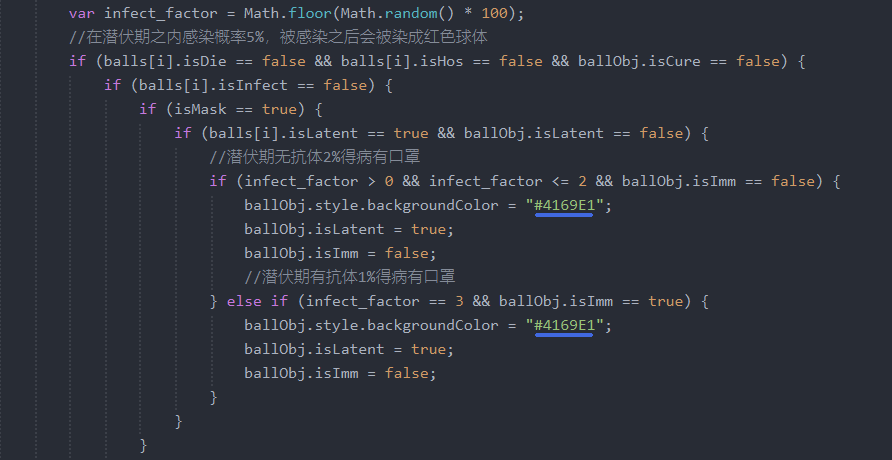 var infect_factor = Math.floor(Math.random() * 100);
//在潜伏期之内感染概率5%，被感染之后会被染成红色球体
if (balls[i].isDie == false && balls[i].isHos == false && ballObj.isCure == false) {
if (balls[i].isInfect == false) {
if (isMask == true) {
if (balls[i].isLatent == true && ballObj.isLatent == false) {
//潜伏期无抗体2%得病有口罩
if (infect_factor > 0 && infect_factor <= 2 && ballObj.isImm == false) {
ballObj.style.backgroundColor = "#4169E1";
ballObj.isLatent = true;
ballObj.isImm = false;
//潜伏期有抗体1%得病有口罩
} else if (infect_factor == 3 && ballObj.isImm == true) {
ballObj.style.backgroundColor = "#4169E1";
ballObj.isLatent = true;
ballObj.isImm = false;
}
}
}